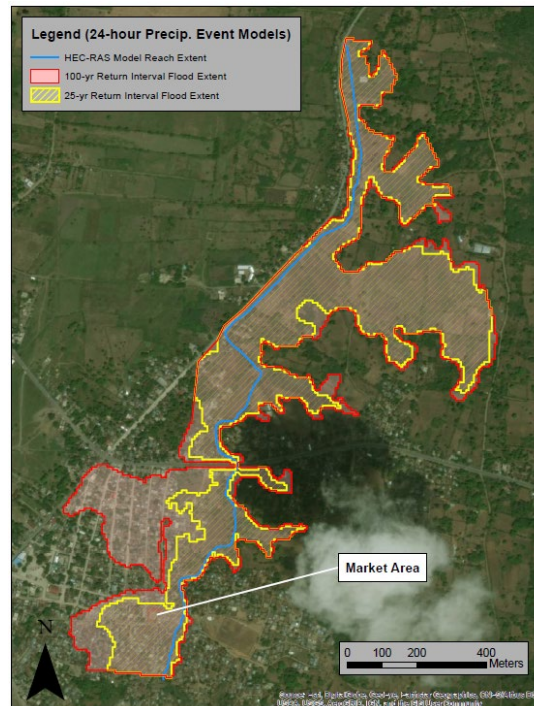 Legend (24-hour Precip. Event Models)
HEC-RAS Model Reach Extent
100-yr Return Interval Flood Extent
25-yr Return Interval Flood Extent
Market Area
N
0 100 200 400
Meters